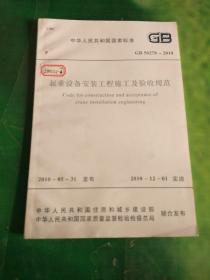 中华人民共和国国家标准
GB
P
GB 50278-2010
起重设备安装工程施工及验收规范
Code for construction and acceptance of
crane installation engineering
2010-05-31 发布
2010-12-01 实施
中华人民共和国住房和城乡建设部
中华人民共和国国家质量监督检验检疫总局
联合发布